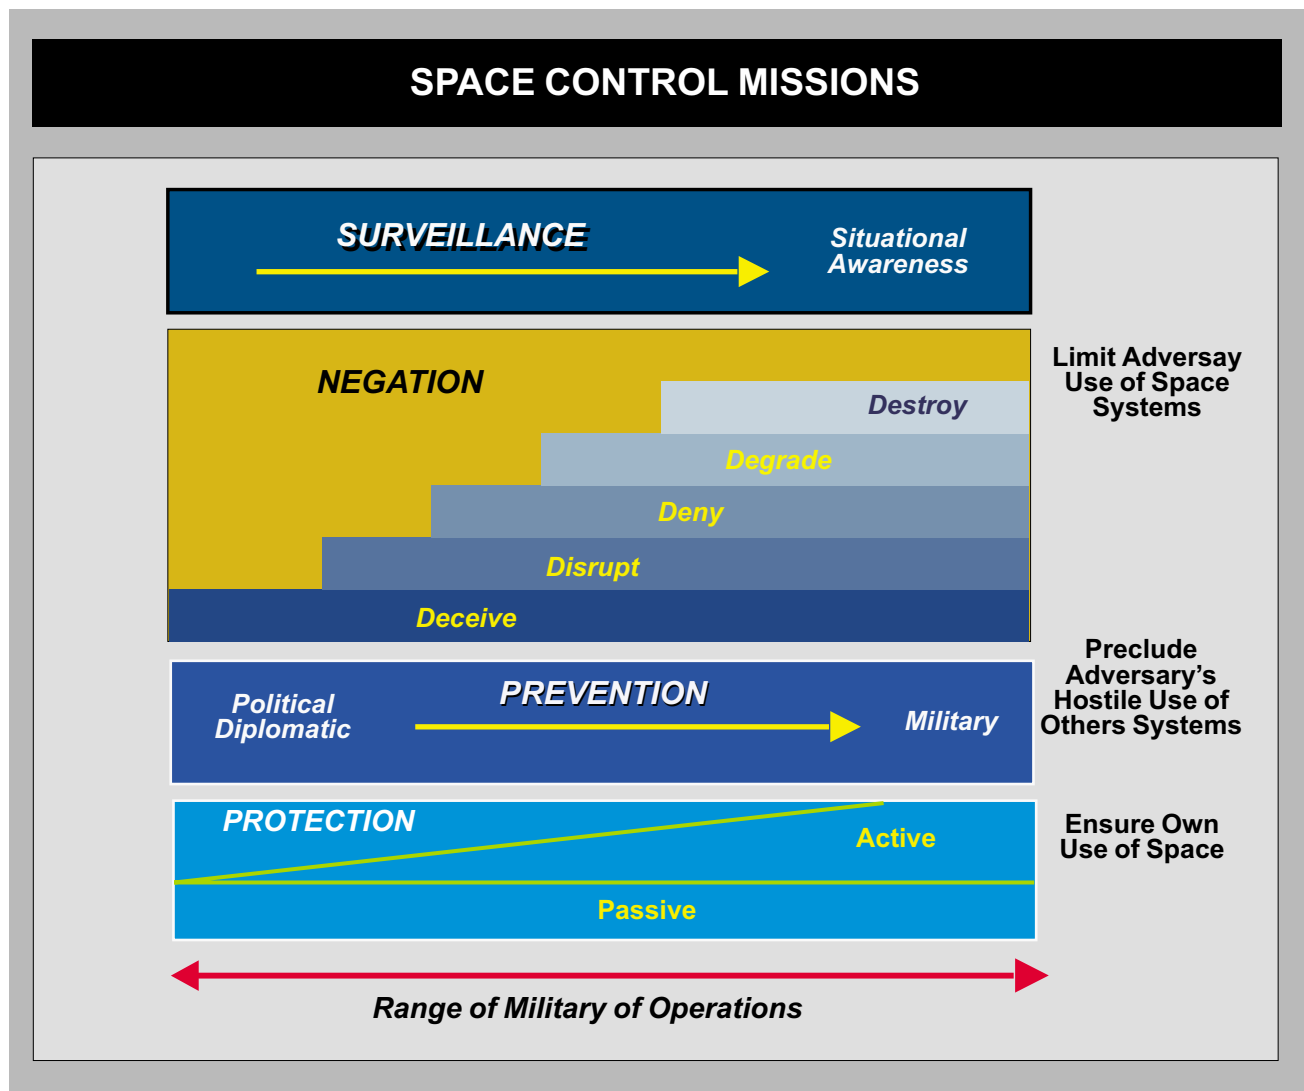 SPACE CONTROL MISSIONS
SURVEILLANCE
Situational
Awareness
NEGATION
Destroy
Degrade
Deny
Disrupt
Deceive
Limit Adversay
Use of Space
Systems
Political
Diplomatic
PREVENTION
Military
Preclude
Adversary’s
Hostile Use of
Others Systems
PROTECTION
Active
Passive
Ensure Own
Use of Space
Range of Military of Operations